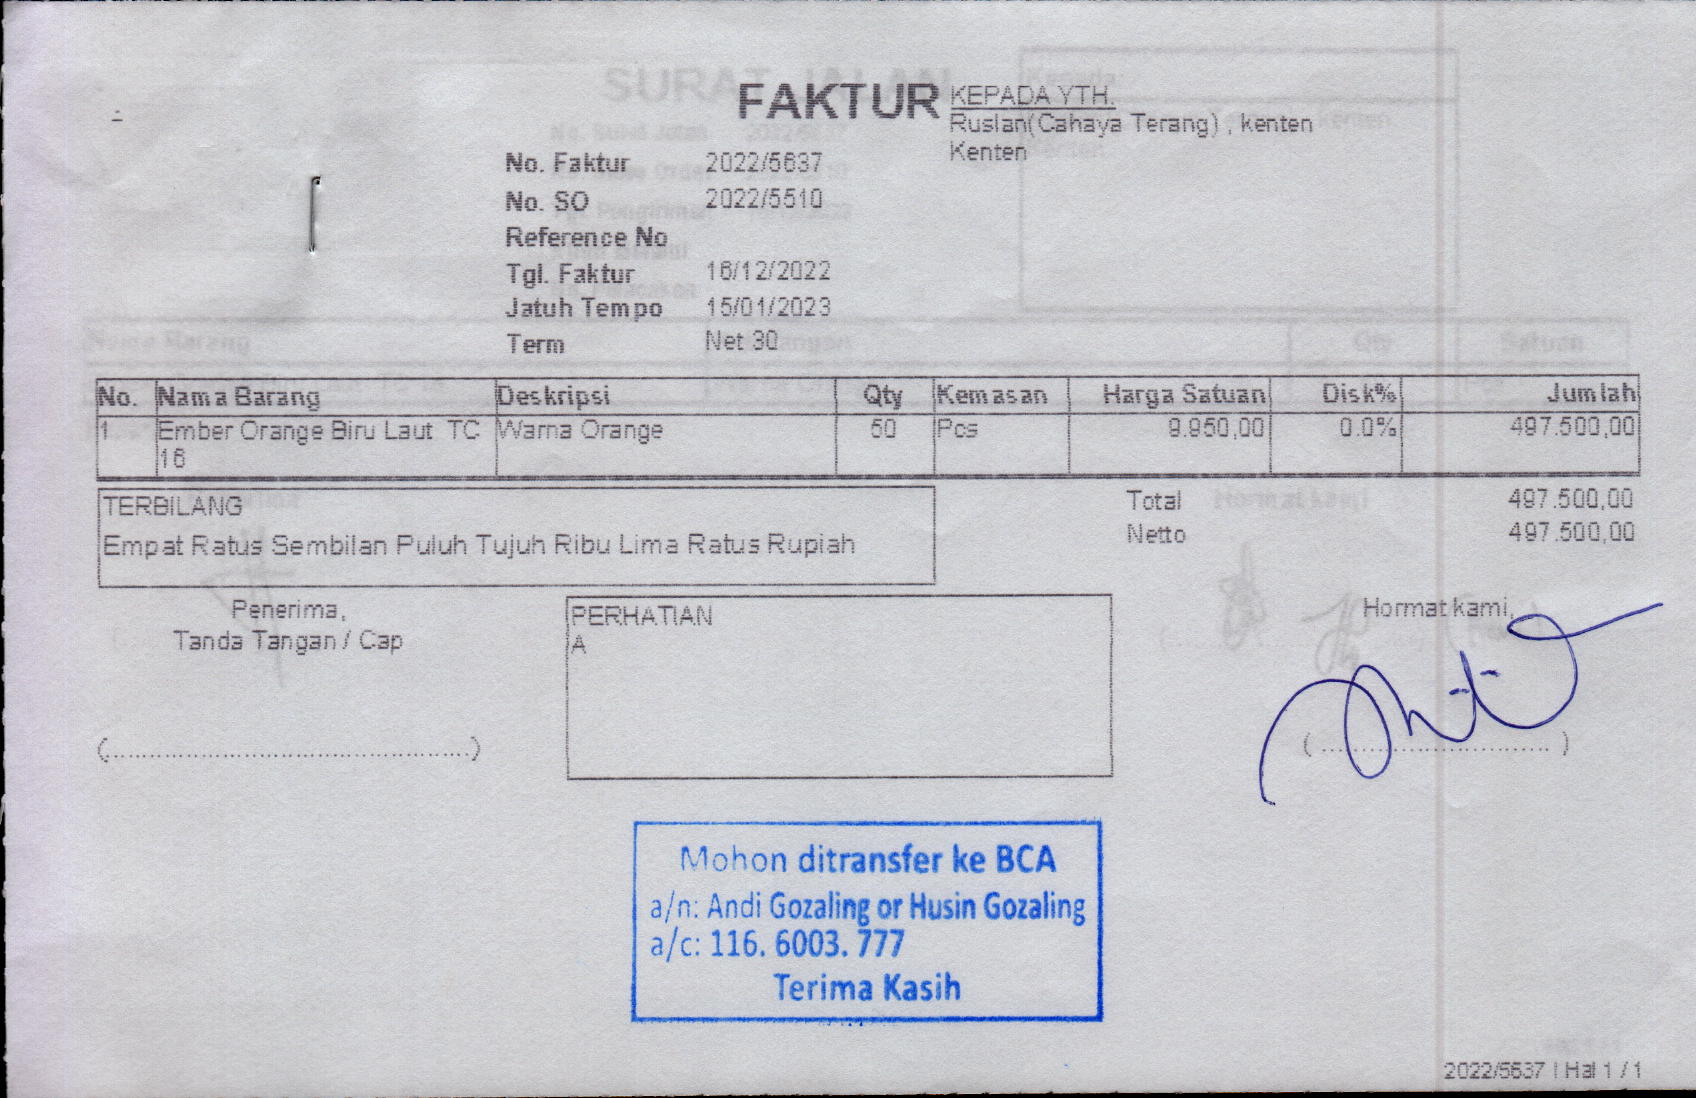 FAKTUR
KEPADA YTH.
Ruslan(Cahaya Terang) , kenten
Kenten
No. Faktur 2022/5637
No. SO 2022/5510
Reference No
Tgl. Faktur 16/12/2022
Jatuh Tempo 15/01/2023
Term Net 30
No. Nama Barang Deskripsi Qty Kemasan Harga Satuan Disk% Jumlah
1 Ember Orange Biru Laut TC Warna Orange 50 Pcs 9.950,00 0.0% 497.500,00
16
TERBILANG
Empat Ratus Sembilan Puluh Tujuh Ribu Lima Ratus Rupiah
Total 497.500,00
Netto 497.500,00
Penerima,
Tanda Tangan / Cap
(............................................)
PERHATIAN
A
Hormat kami,
( ............................ )
Mohon ditransfer ke BCA
a/n: Andi Gozaling or Husin Gozaling
a/c: 116. 6003. 777
Terima Kasih
2022/5637 | Hal 1 / 1